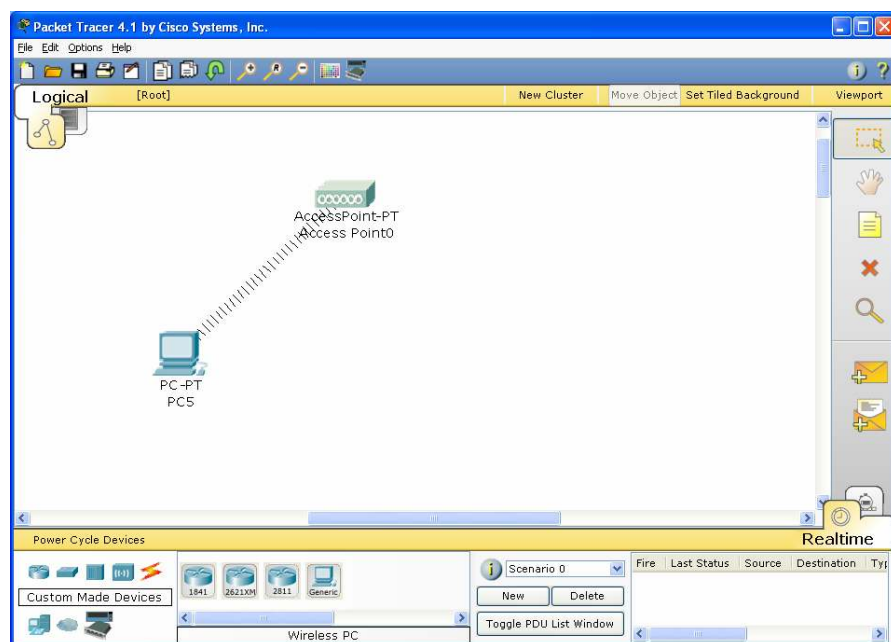 Packet Tracer 4.1 by Cisco Systems, Inc.
File Edit Options Help
Logical [Root] New Cluster Move Object Set Tiled Background Viewport
AccessPoint-PT
Access Point0
PC-PT
PC5
Power Cycle Devices Realtime
Custom Made Devices
1841 2621XM 2811 Generic
Wireless PC
Scenario 0
New Delete
Toggle PDU List Window
Fire Last Status Source Destination Typ